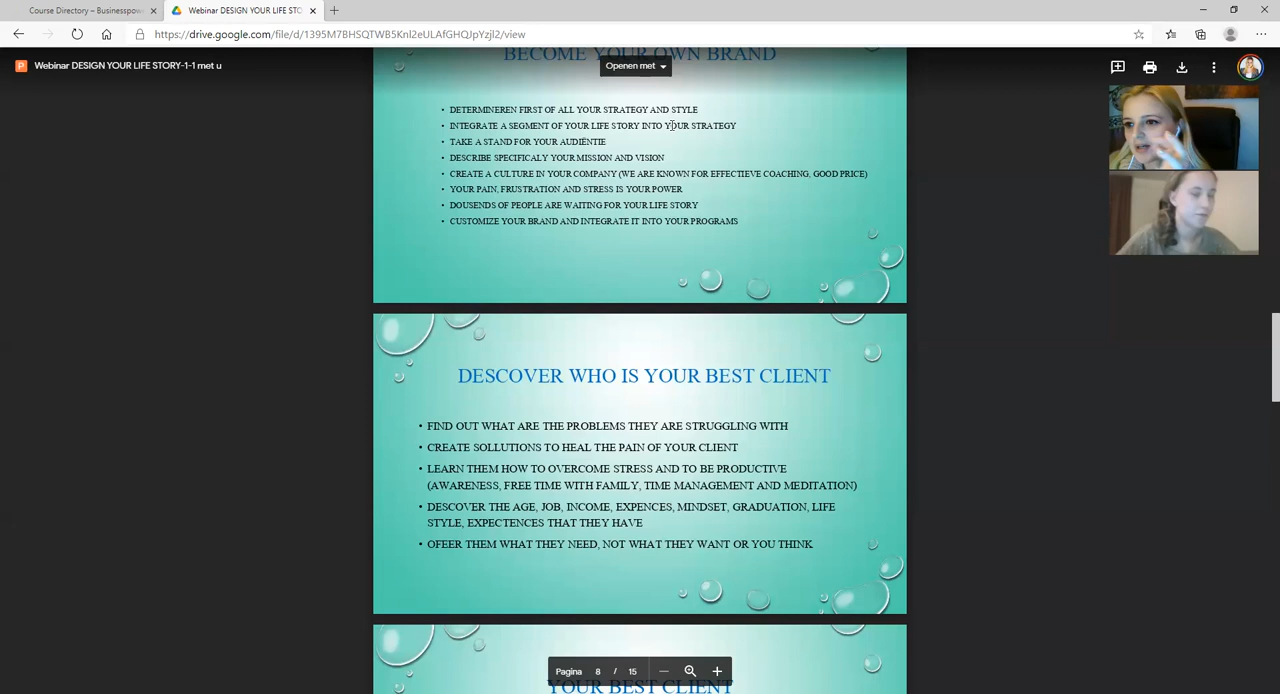 Course Directory – Businesspow
Webinar DESIGN YOUR LIFE STO
https://drive.google.com/file/d/1395M7BHSQTWB5KnI2eULAfGHQJpYzjl2/view
Webinar DESIGN YOUR LIFE STORY-1-1 met u
Openen met
BECOME YOUR OWN BRAND
• DETERMINEREN FIRST OF ALL YOUR STRATEGY AND STYLE
• INTEGRATE A SEGMENT OF YOUR LIFE STORY INTO YOUR STRATEGY
• TAKE A STAND FOR YOUR AUDIËNTIE
• DESCRIBE SPECIFICALY YOUR MISSION AND VISION
• CREATE A CULTURE IN YOUR COMPANY (WE ARE KNOWN FOR EFFECTIEVE COACHING, GOOD PRICE)
• YOUR PAIN, FRUSTRATION AND STRESS IS YOUR POWER
• DOUSENDS OF PEOPLE ARE WAITING FOR YOUR LIFE STORY
• CUSTOMIZE YOUR BRAND AND INTEGRATE IT INTO YOUR PROGRAMS
DESCOVER WHO IS YOUR BEST CLIENT
• FIND OUT WHAT ARE THE PROBLEMS THEY ARE STRUGGLING WITH
• CREATE SOLLUTIONS TO HEAL THE PAIN OF YOUR CLIENT
• LEARN THEM HOW TO OVERCOME STRESS AND TO BE PRODUCTIVE
(AWARENESS, FREE TIME WITH FAMILY, TIME MANAGEMENT AND MEDITATION)
• DESCOVER THE AGE, JOB, INCOME, EXPENCES, MINDSET, GRADUATION, LIFE
STYLE, EXPECTENCES THAT THEY HAVE
• OFEER THEM WHAT THEY NEED, NOT WHAT THEY WANT OR YOU THINK
Pagina 8 / 15
YOUR BEST CLIENT